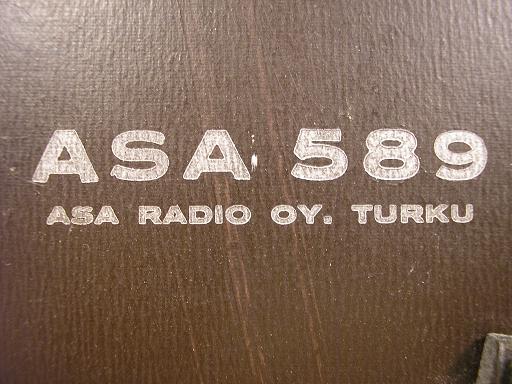 ASA 589
ASA RADIO OY. TURKU